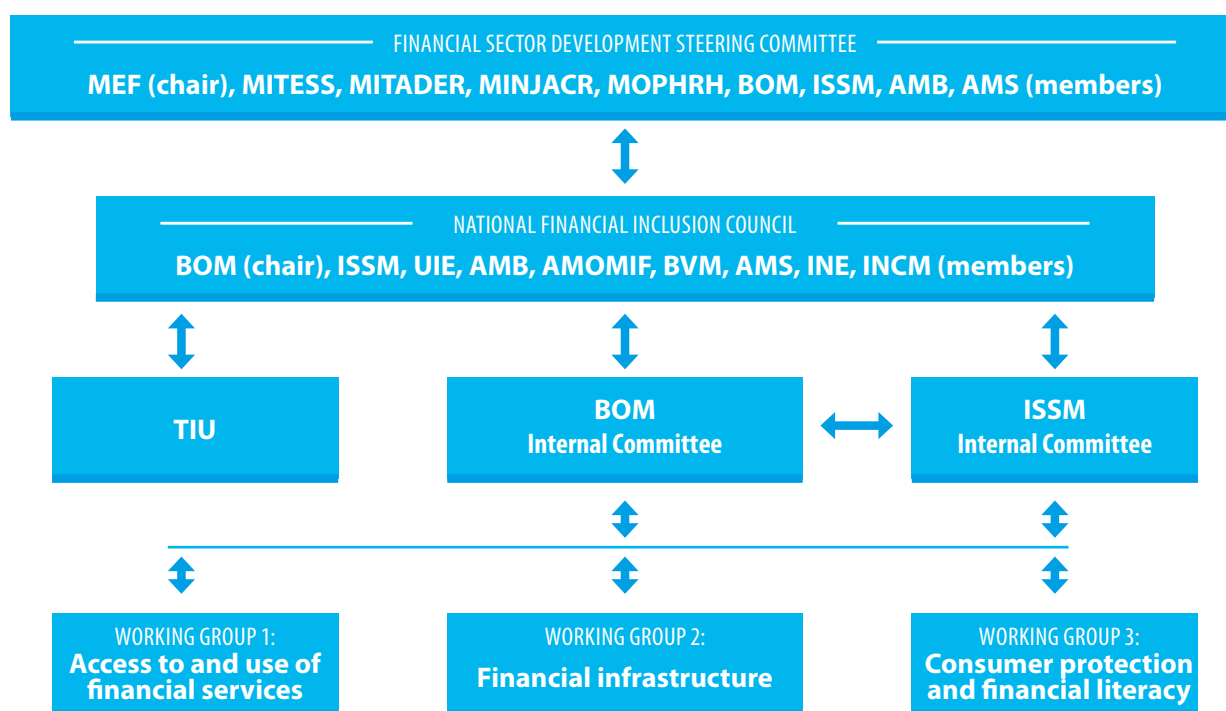 FINANCIAL SECTOR DEVELOPMENT STEERING COMMITTEE
MEF (chair), MITESS, MITADER, MINJACR, MOPHRH, BOM, ISSM, AMB, AMS (members)
NATIONAL FINANCIAL INCLUSION COUNCIL
BOM (chair), ISSM, UIE, AMB, AMOMIF, BVM, AMS, INE, INCM (members)
TIU
BOM
Internal Committee
ISSM
Internal Committee
WORKING GROUP 1:
Access to and use of
financial services
WORKING GROUP 2:
Financial infrastructure
WORKING GROUP 3:
Consumer protection
and financial literacy